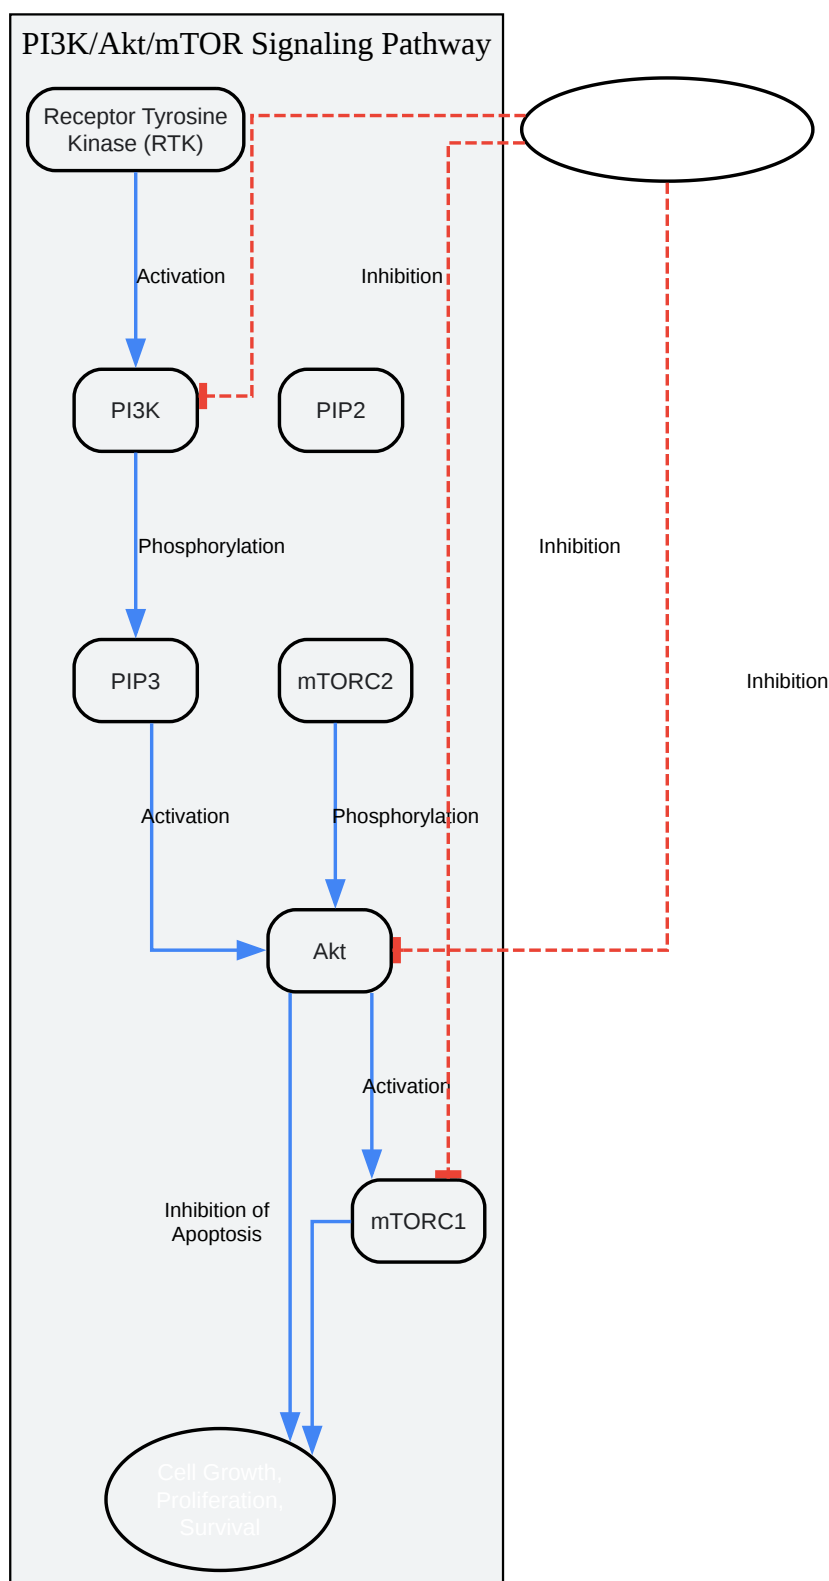 PI3K/Akt/mTOR Signaling Pathway
Receptor Tyrosine
Kinase (RTK)
Activation
Inhibition
PI3K
PIP2
Phosphorylation
Inhibition
PIP3
mTORC2
Inhibition
Activation
Phosphorylation
Akt
Activation
Inhibition of
Apoptosis
mTORC1
Cell Growth,
Proliferation,
Survival